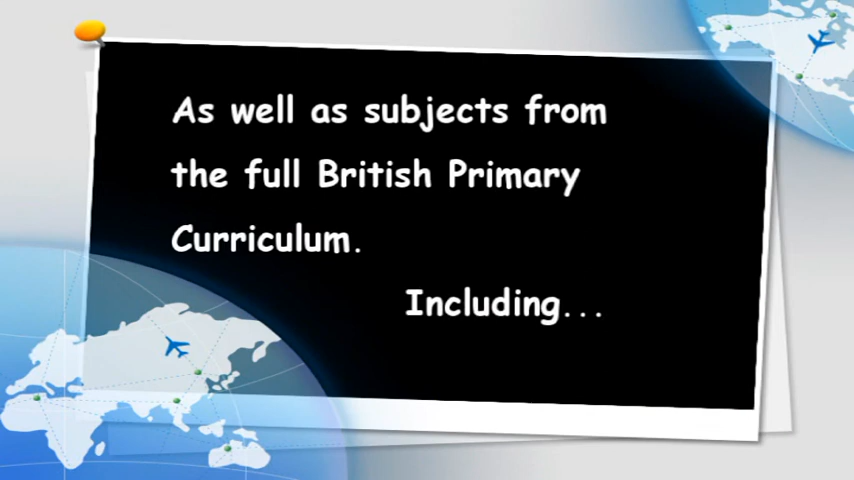 As well as subjects from
the full British Primary
Curriculum.
Including...